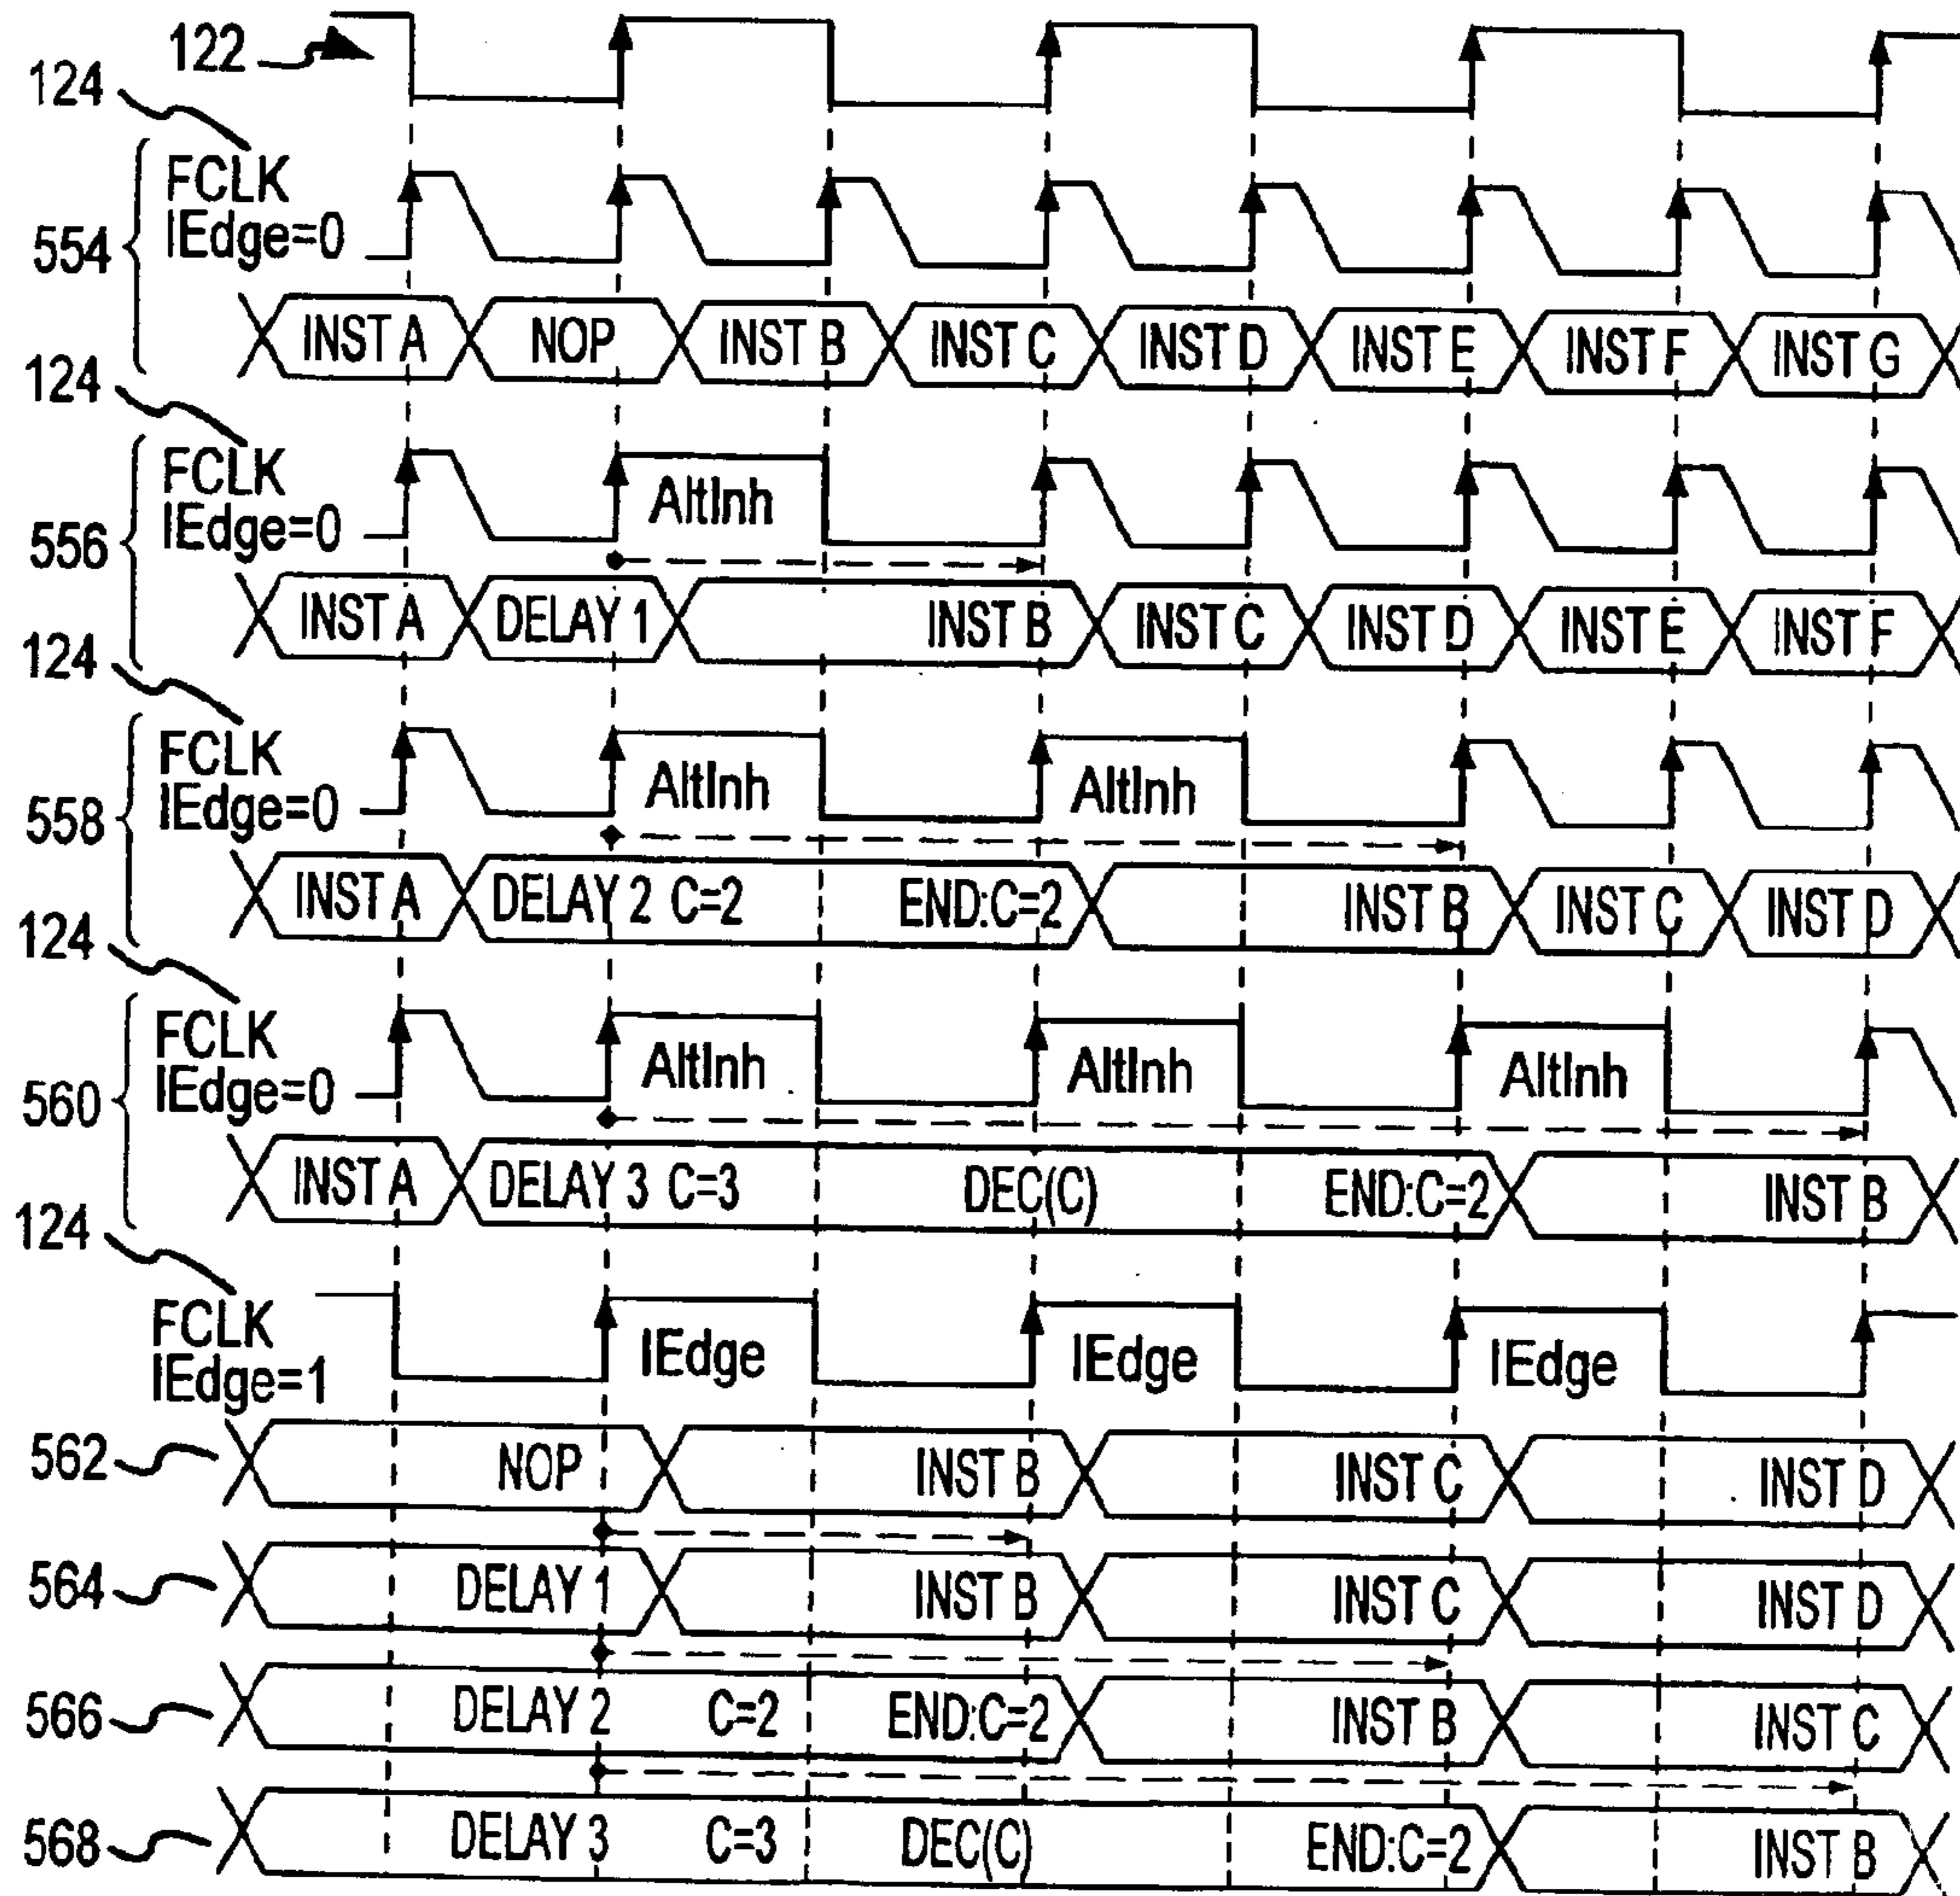 122
124
FCLK
IEdge=0
554
INST A NOP INST B INST C INST D INST E INST F INST G
124
FCLK
IEdge=0
AltInh
556
INST A DELAY 1 INST B INST C INST D INST E INST F
124
FCLK
IEdge=0
AltInh AltInh
558
INST A DELAY 2 C=2 END:C=2 INST B INST C INST D
124
FCLK
IEdge=0
AltInh AltInh AltInh
560
INST A DELAY 3 C=3 DEC(C) END:C=2 INST B
124
FCLK
IEdge=1
IEdge IEdge IEdge
562 NOP INST B INST C INST D
564 DELAY 1 INST B INST C INST D
566 DELAY 2 C=2 END:C=2 INST B INST C
568 DELAY 3 C=3 DEC(C) END:C=2 INST B